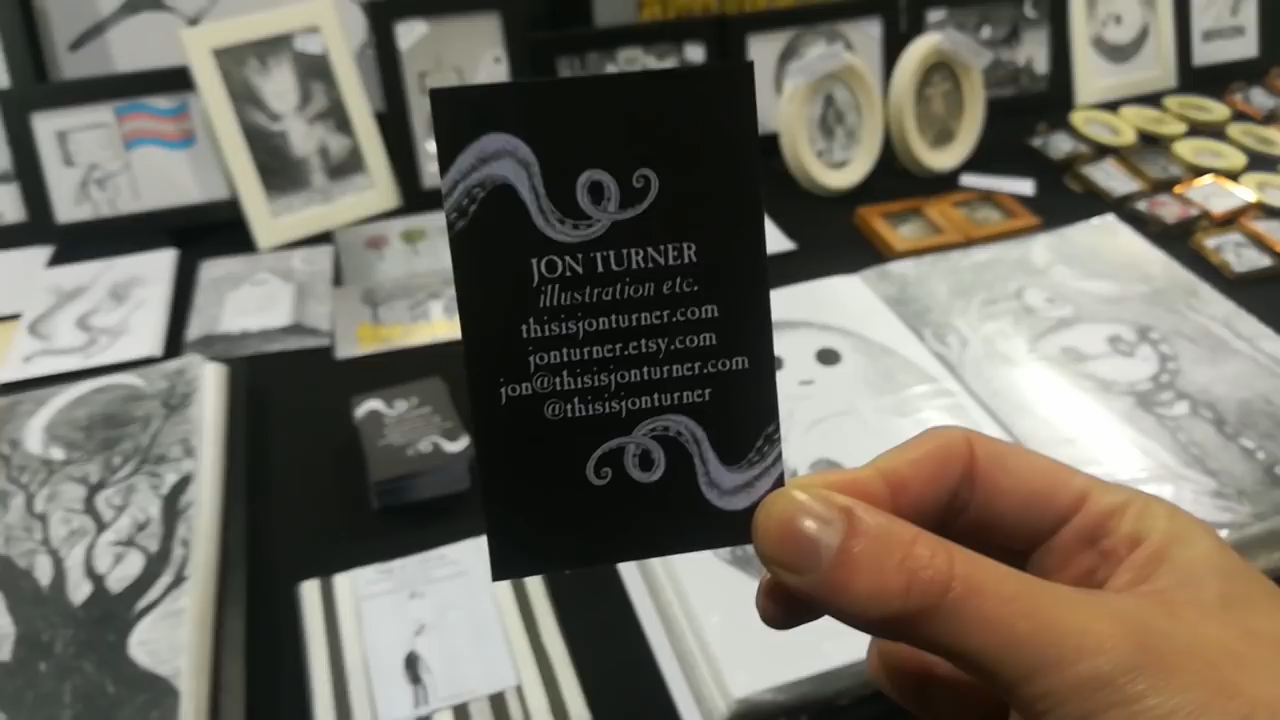 JON TURNER
illustration etc.
thisisjonturner.com
jonturner.etsy.com
jon@thisisjonturner.com
@thisisjonturner